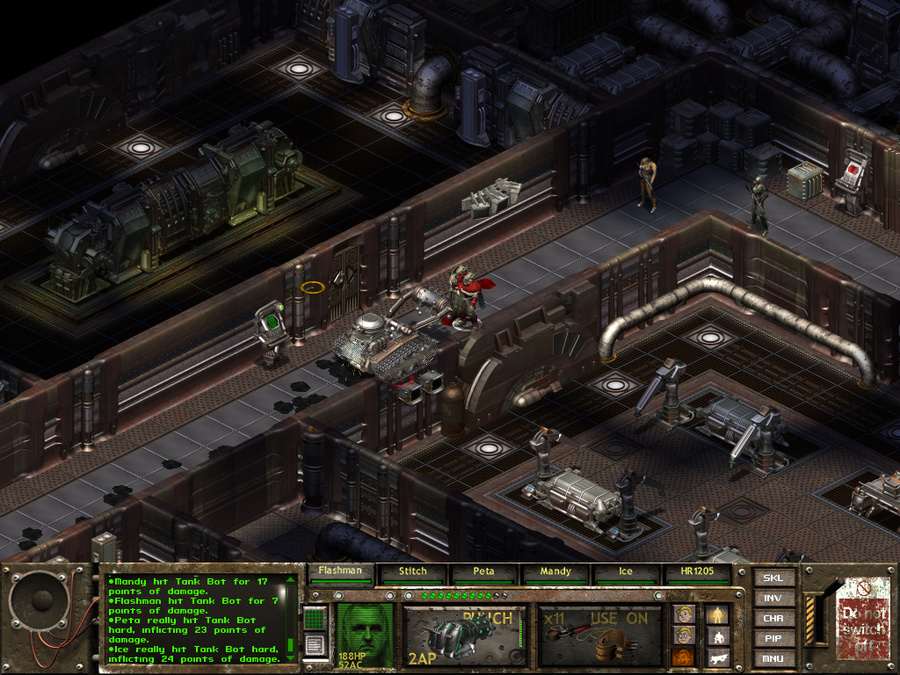 Flashman
Stitch
Peta
Mandy
Ice
HR1205
•Mandy hit Tank Bot for 17
points of damage.
•Flashman hit Tank Bot for 7
points of damage.
•Peta really hit Tank Bot
hard, inflicting 23 points of
damage.
•Ice really hit Tank Bot hard,
inflicting 24 points of damage.
188HP
52AC
PUNCH
2AP
x11
USE ON
SKL
INV
CHA
PIP
MNU
Do not
switch
off